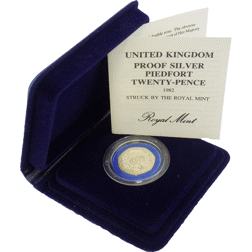 UNITED KINGDOM
PROOF SILVER
PIEDFORT
TWENTY-PENCE
1982
STRUCK BY THE ROYAL MINT
Royal Mint